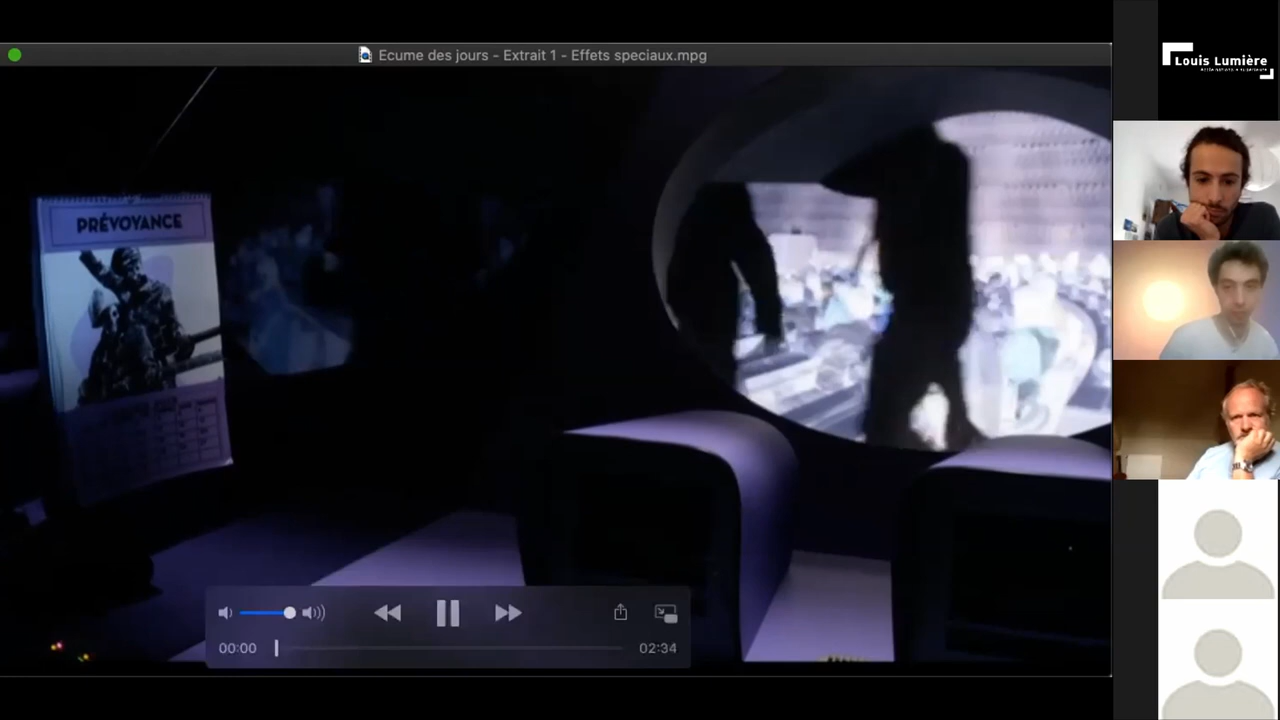 Ecume des jours - Extrait 1 - Effets speciaux.mpg
Louis Lumière
PRÉVOYANCE
00:00
02:34